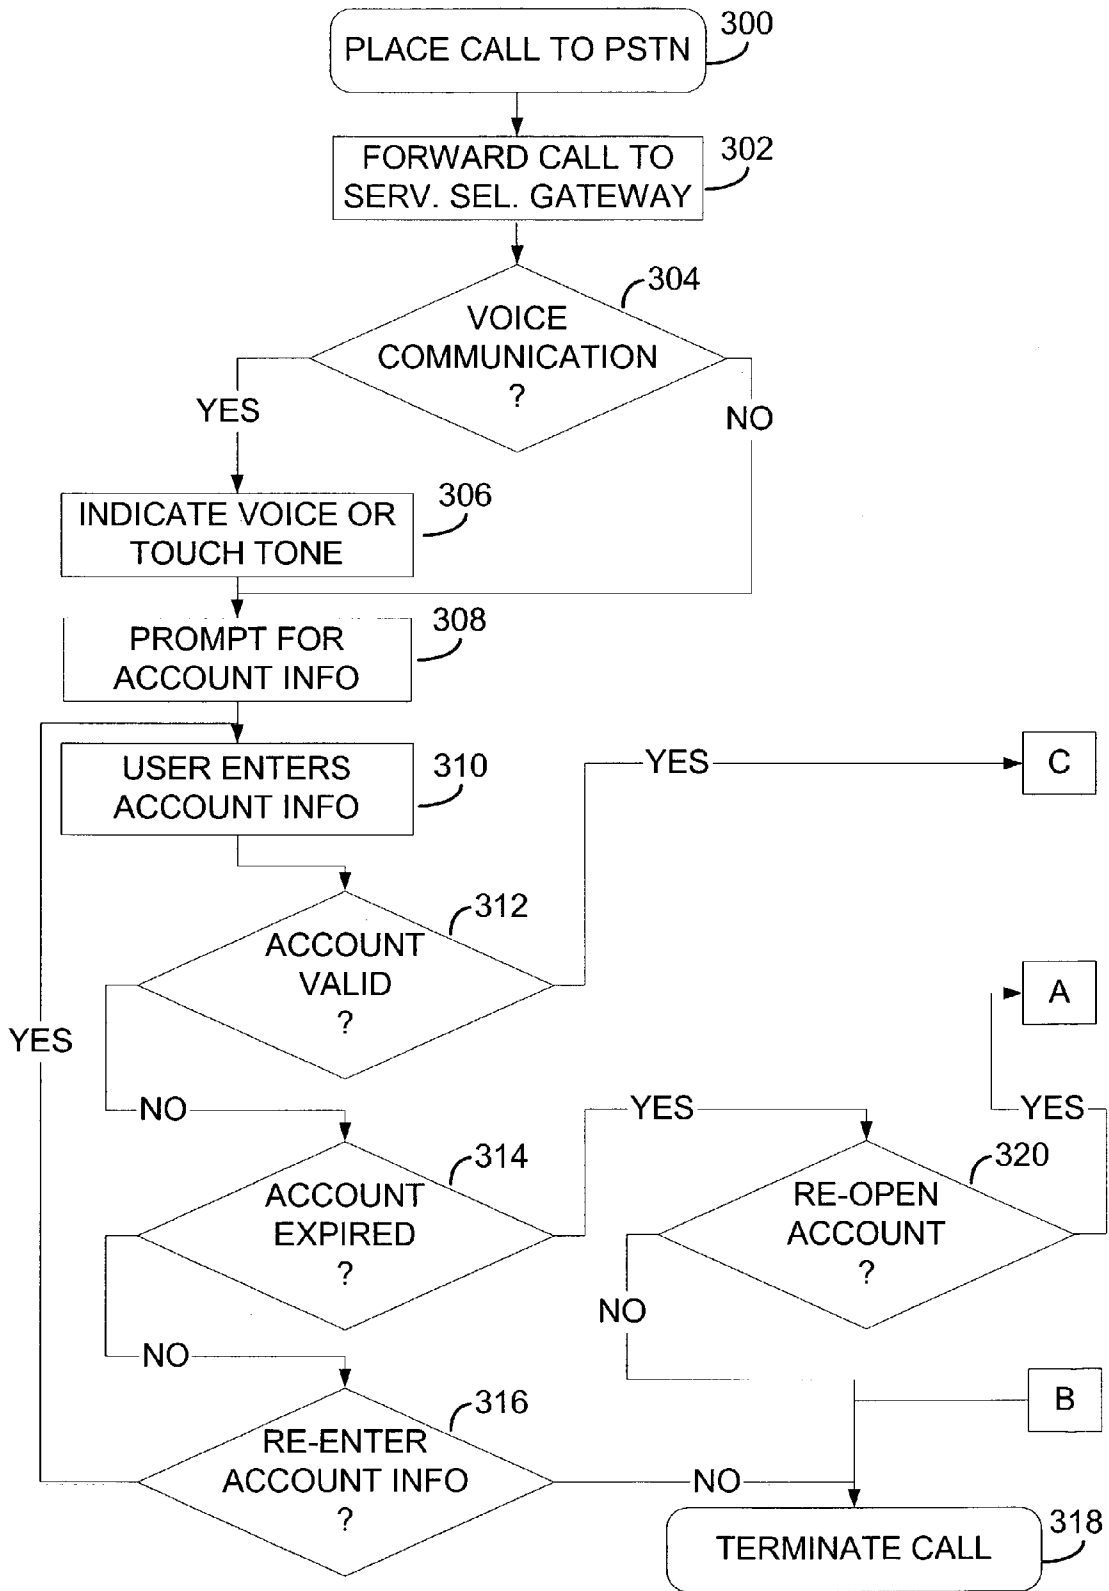 PLACE CALL TO PSTN
300
FORWARD CALL TO
SERV. SEL. GATEWAY
302
304
VOICE
COMMUNICATION
?
YES
NO
INDICATE VOICE OR
TOUCH TONE
306
PROMPT FOR
ACCOUNT INFO
308
USER ENTERS
ACCOUNT INFO
310
YES
C
312
ACCOUNT
VALID
?
A
YES
NO
YES
YES
314
ACCOUNT
EXPIRED
?
320
RE-OPEN
ACCOUNT
?
NO
NO
316
RE-ENTER
ACCOUNT INFO
?
B
NO
TERMINATE CALL
318